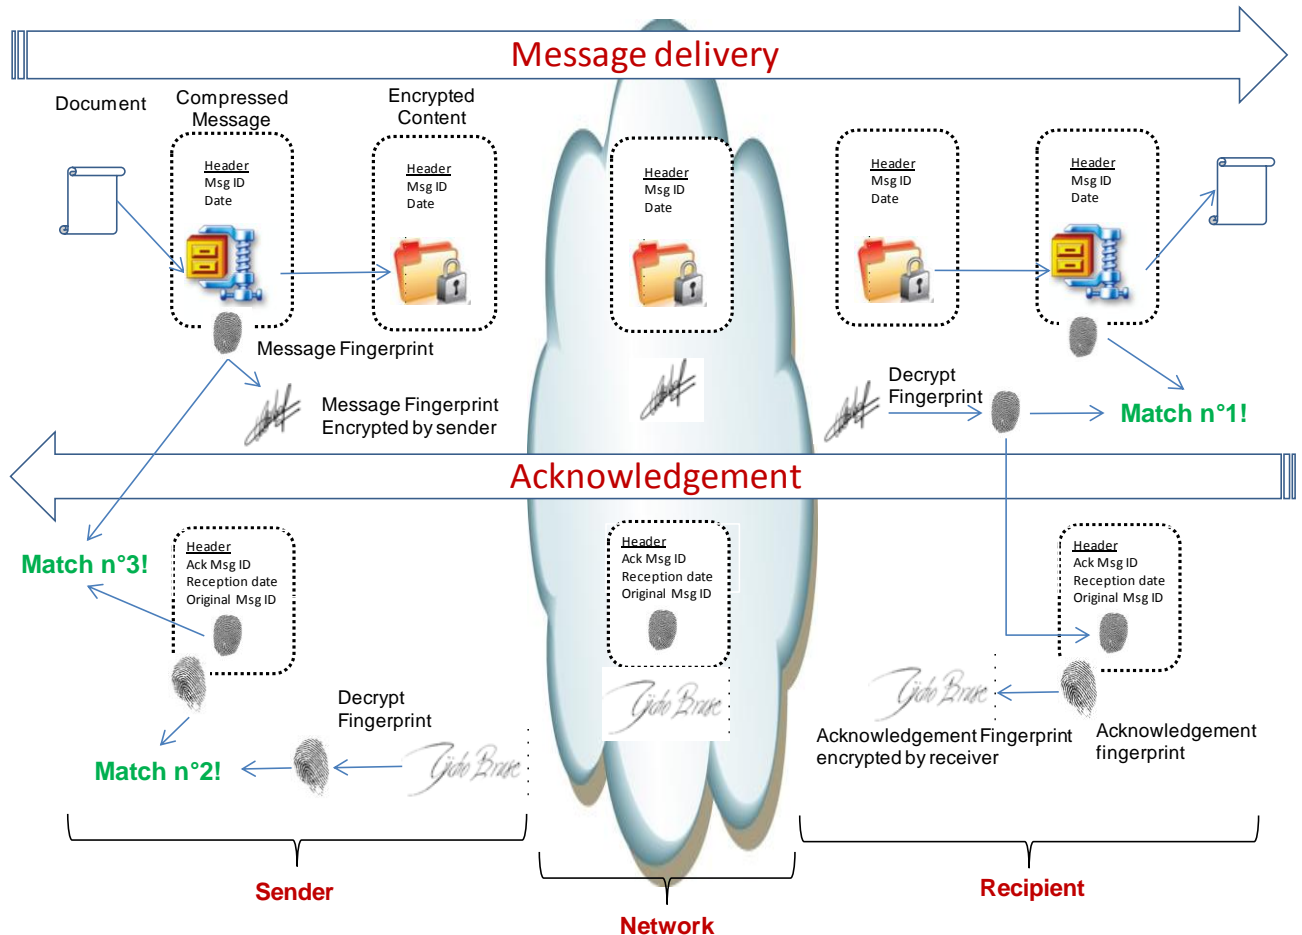 Message delivery
Document
Compressed
Message
Encrypted
Content
Header
Msg ID
Date
Header
Msg ID
Date
Header
Msg ID
Date
Header
Msg ID
Date
Header
Msg ID
Date
Message Fingerprint
Message Fingerprint
Encrypted by sender
Decrypt
Fingerprint
Match n°1!
Acknowledgement
Match n°3!
Header
Ack Msg ID
Reception date
Original Msg ID
Header
Ack Msg ID
Reception date
Original Msg ID
Header
Ack Msg ID
Reception date
Original Msg ID
Decrypt
Fingerprint
Match n°2!
Acknowledgement Fingerprint
encrypted by receiver
Acknowledgement
fingerprint
Sender
Network
Recipient